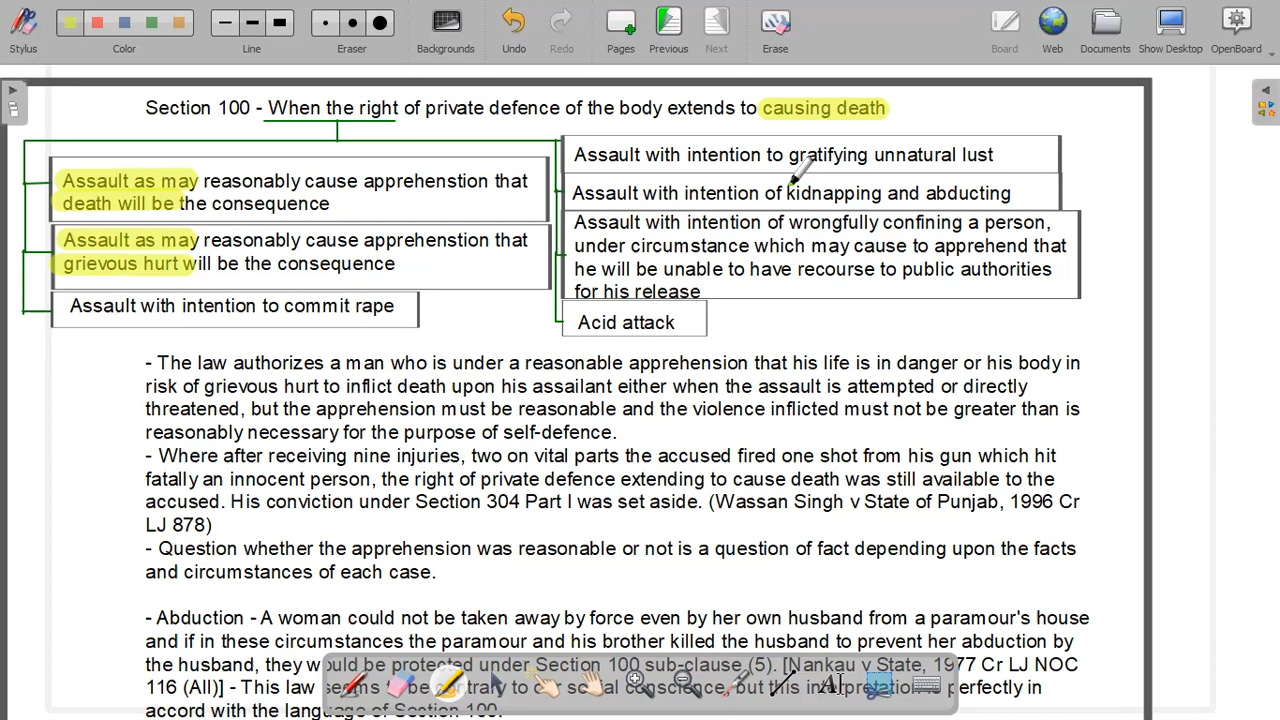 Stylus
Color
Line
Eraser
Backgrounds
Undo
Redo
Pages
Previous
Next
Erase
Board
Web
Documents
Show Desktop
OpenBoard
Section 100 - When the right of private defence of the body extends to causing death
Assault as may reasonably cause apprehenstion that
death will be the consequence
Assault as may reasonably cause apprehenstion that
grievous hurt will be the consequence
Assault with intention to commit rape
Assault with intention to gratifying unnatural lust
Assault with intention of kidnapping and abducting
Assault with intention of wrongfully confining a person,
under circumstance which may cause to apprehend that
he will be unable to have recourse to public authorities
for his release
Acid attack
- The law authorizes a man who is under a reasonable apprehension that his life is in danger or his body in
risk of grievous hurt to inflict death upon his assailant either when the assault is attempted or directly
threatened, but the apprehension must be reasonable and the violence inflicted must not be greater than is
reasonably necessary for the purpose of self-defence.
- Where after receiving nine injuries, two on vital parts the accused fired one shot from his gun which hit
fatally an innocent person, the right of private defence extending to cause death was still available to the
accused. His conviction under Section 304 Part I was set aside. (Wassan Singh v State of Punjab, 1996 Cr
LJ 878)
- Question whether the apprehension was reasonable or not is a question of fact depending upon the facts
and circumstances of each case.
- Abduction - A woman could not be taken away by force even by her own husband from a paramour's house
and if in these circumstances the paramour and his brother killed the husband to prevent her abduction by
the husband, they would be protected under Section 100 sub-clause (5). [Nankau v State, 1977 Cr LJ NOC
116 (All)] - This law seems to be contrary to our social conscience, but this interpretation is perfectly in
accord with the language of Section 100.